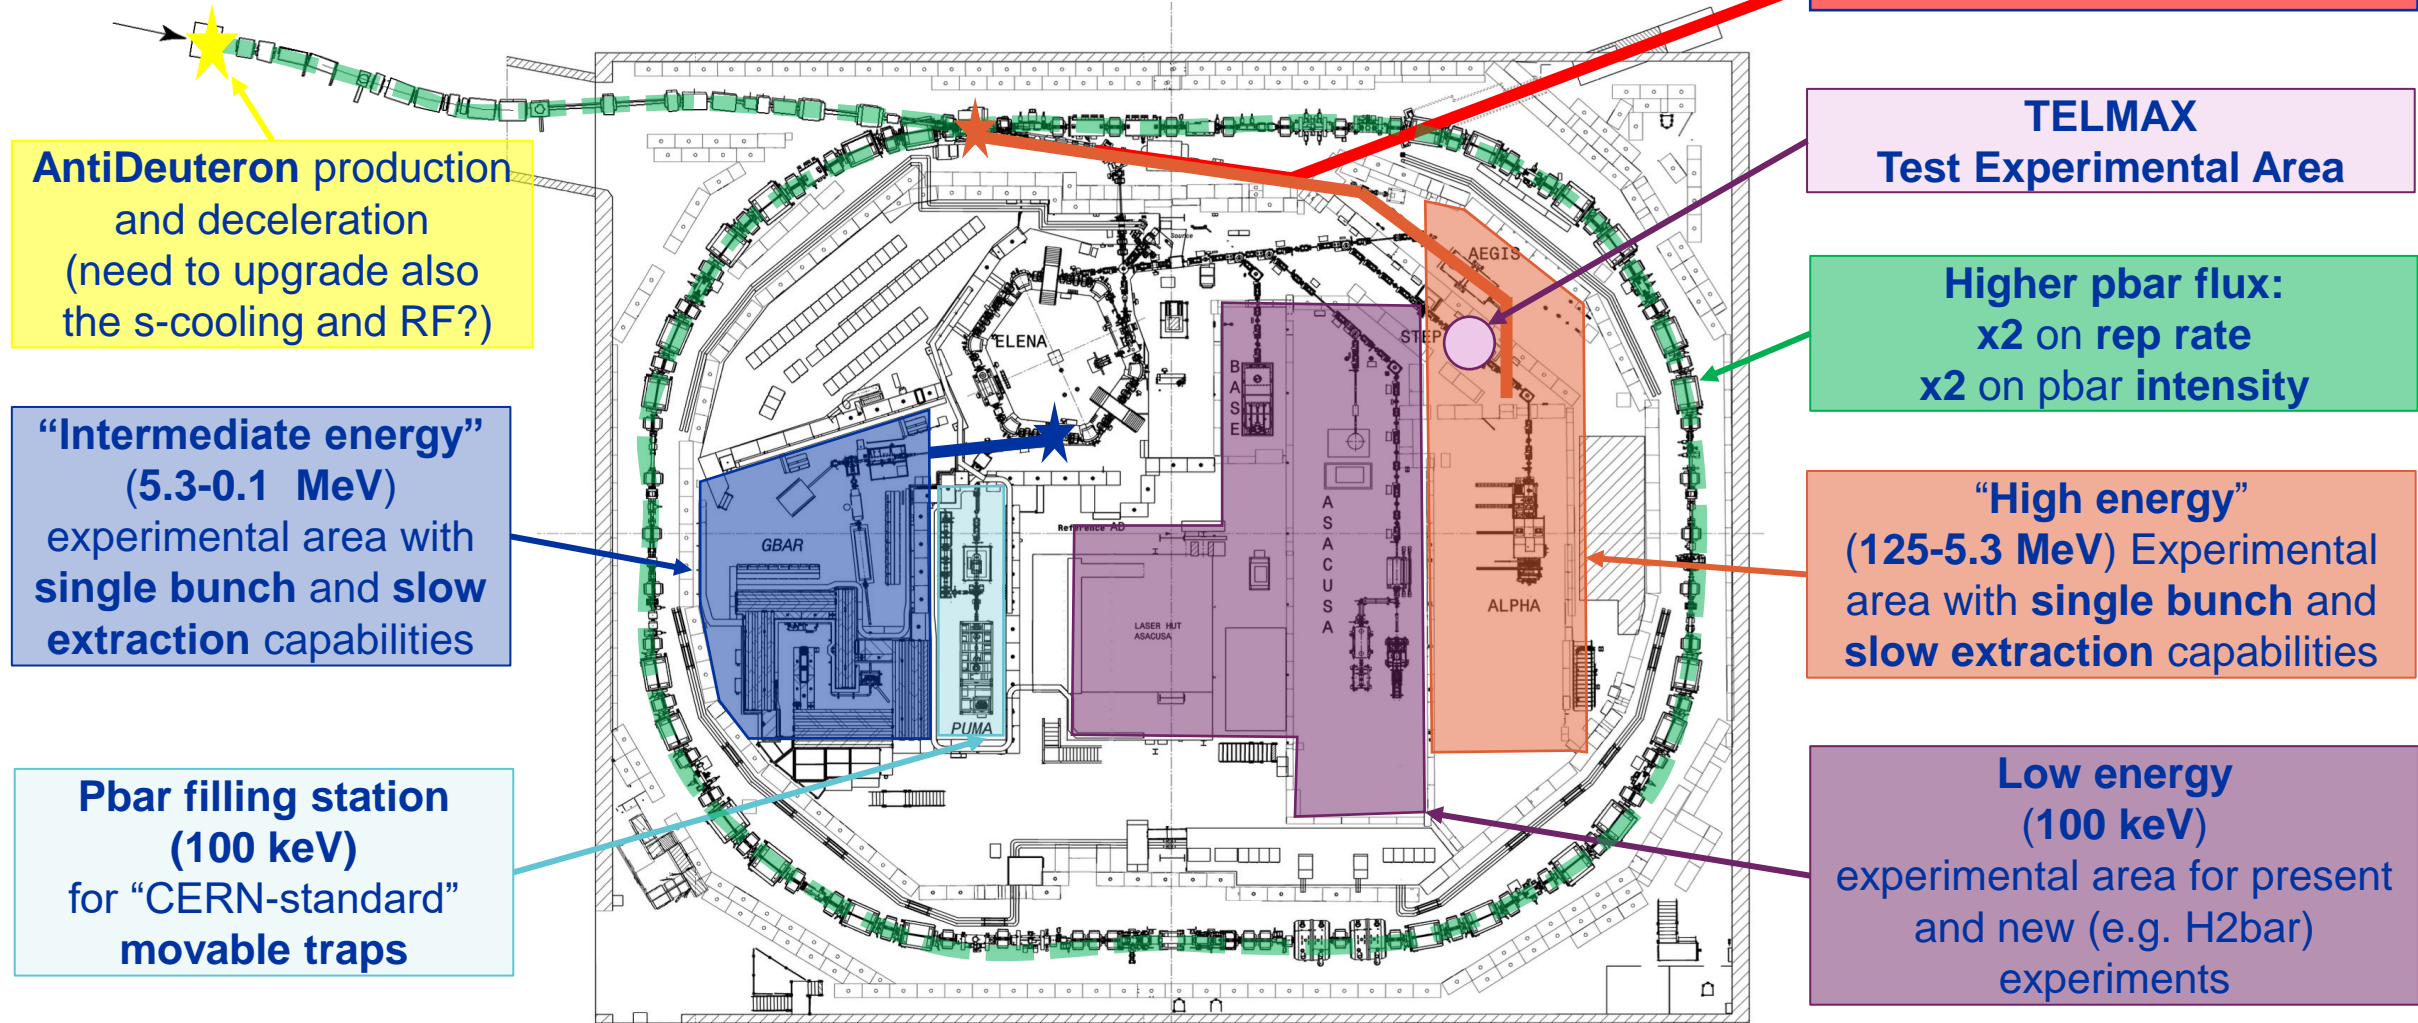 AntiDeuteron production
and deceleration
(need to upgrade also
the s-cooling and RF?)
“Intermediate energy”
(5.3-0.1 MeV)
experimental area with
single bunch and slow
extraction capabilities
Pbar filling station
(100 keV)
for “CERN-standard”
movable traps
TELMAX
Test Experimental Area
Higher pbar flux:
x2 on rep rate
x2 on pbar intensity
“High energy”
(125-5.3 MeV) Experimental
area with single bunch and
slow extraction capabilities
Low energy
(100 keV)
experimental area for present
and new (e.g. H2bar)
experiments
Source
AEGIS
ELENA
STEP
BASE
ASACUSA
Reference AD
GBAR
LASER HUT
ASACUSA
ALPHA
PUMA